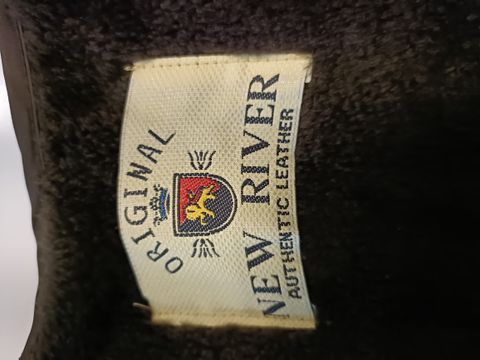 ORIGINAL
NEW RIVER
AUTHENTIC LEATHER